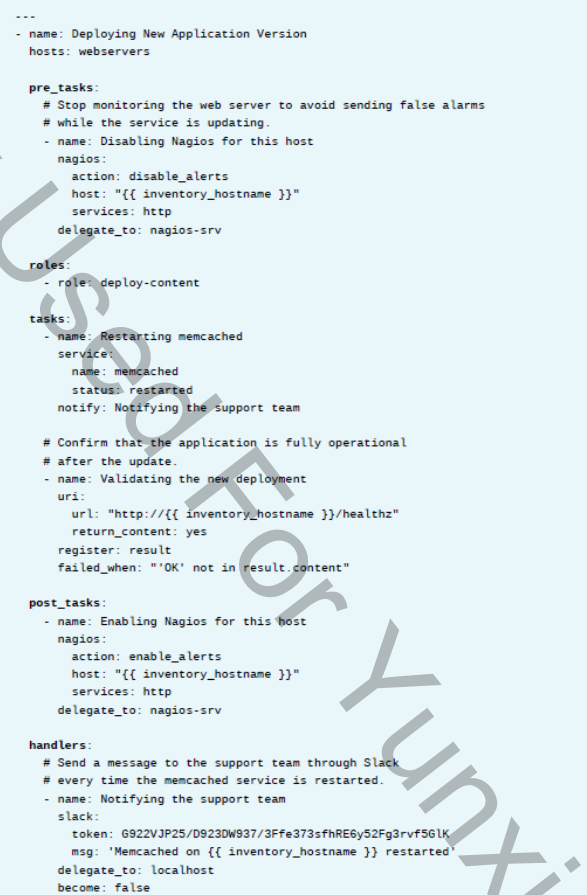 ---
- name: Deploying New Application Version
  hosts: webservers

  pre_tasks:
    # Stop monitoring the web server to avoid sending false alarms
    # while the service is updating.
    - name: Disabling Nagios for this host
      nagios:
        action: disable_alerts
        host: "{{ inventory_hostname }}"
        services: http
      delegate_to: nagios-srv

  roles:
    - role: deploy-content

  tasks:
    - name: Restarting memcached
      service:
        name: memcached
        status: restarted
      notify: Notifying the support team

    # Confirm that the application is fully operational
    # after the update.
    - name: Validating the new deployment
      uri:
        url: "http://{{ inventory_hostname }}/healthz"
        return_content: yes
      register: result
      failed_when: "'OK' not in result.content"

  post_tasks:
    - name: Enabling Nagios for this host
      nagios:
        action: enable_alerts
        host: "{{ inventory_hostname }}"
        services: http
      delegate_to: nagios-srv

  handlers:
    # Send a message to the support team through Slack
    # every time the memcached service is restarted.
    - name: Notifying the support team
      slack:
        token: G922VJP25/D923DW937/3Ffe373sfhRE6y52Fg3rvf5GlK
        msg: 'Memcached on {{ inventory_hostname }} restarted'
      delegate_to: localhost
      become: false
Used For Yunxi